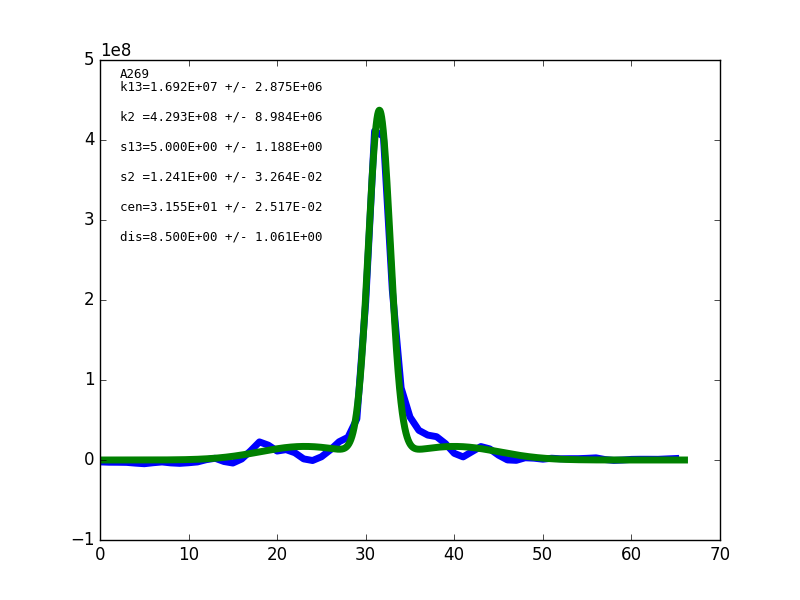 1e8
A269
k13=1.692E+07 +/- 2.875E+06
k2 =4.293E+08 +/- 8.984E+06
s13=5.000E+00 +/- 1.188E+00
s2 =1.241E+00 +/- 3.264E-02
cen=3.155E+01 +/- 2.517E-02
dis=8.500E+00 +/- 1.061E+00
5
4
3
2
1
0
−1
0 10 20 30 40 50 60 70